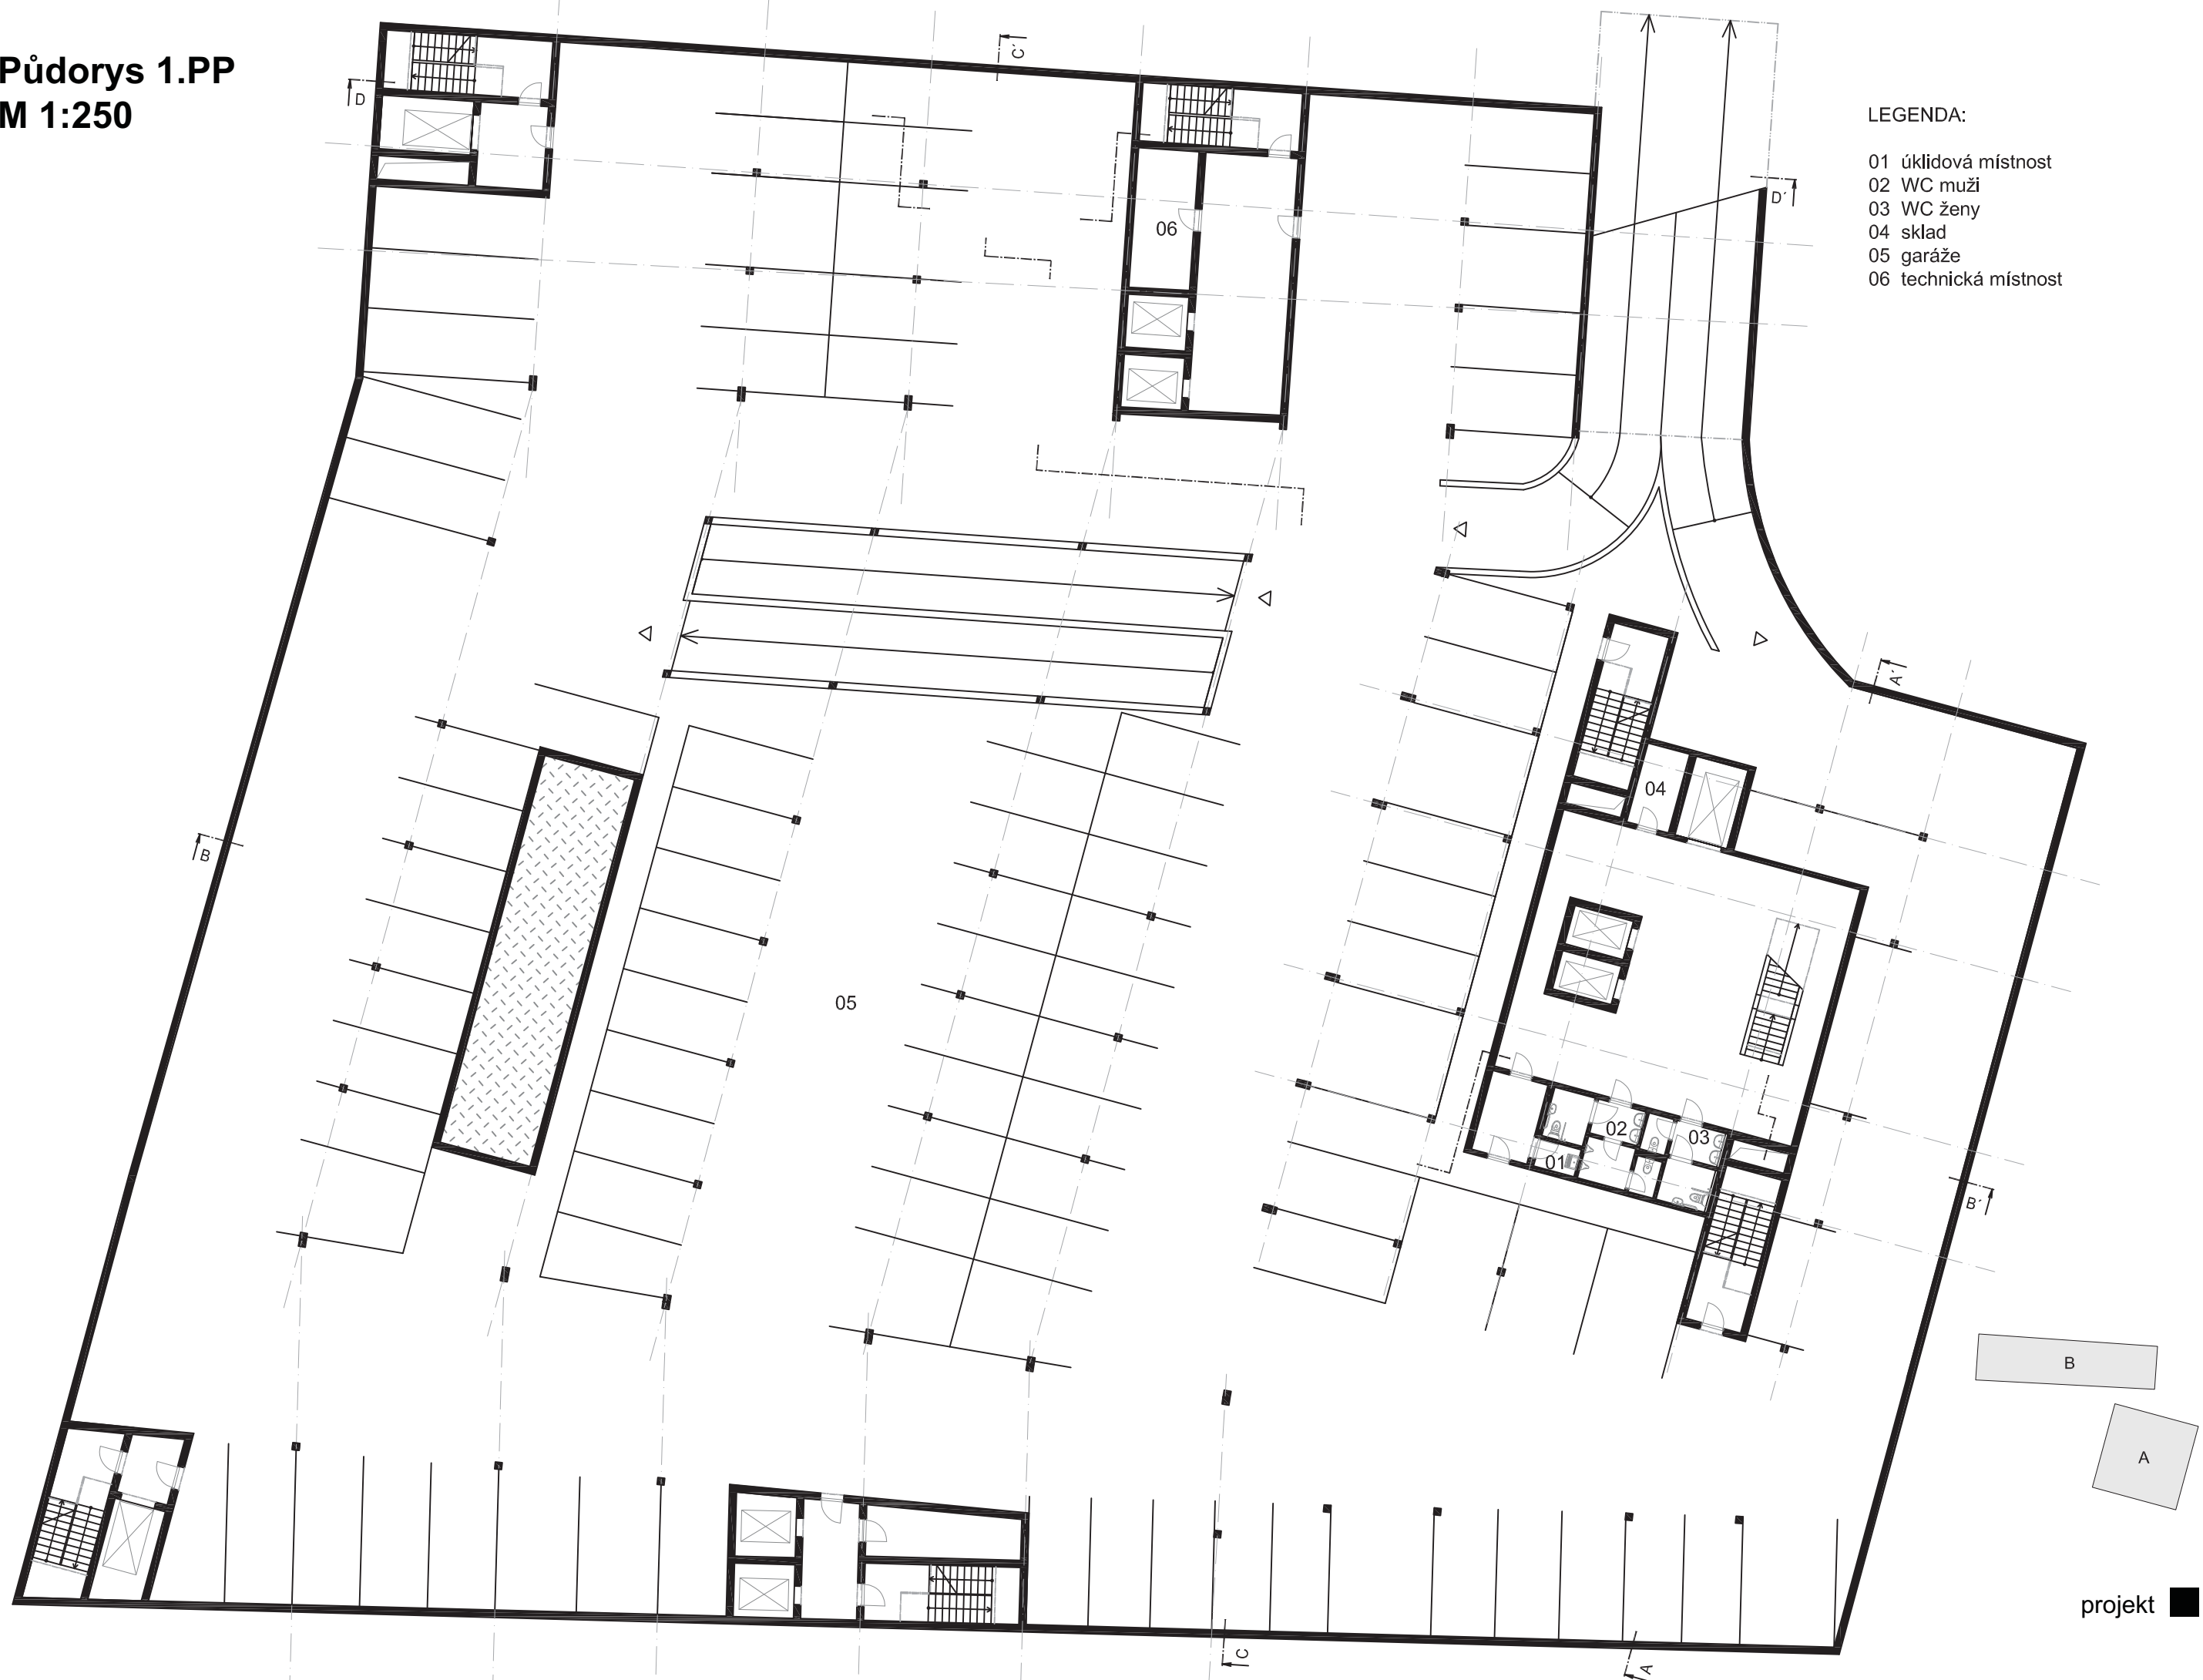 Půdorys 1.PP
M 1:250
C´
D
LEGENDA:
01 úklidová místnost
02 WC muži
03 WC ženy
04 sklad
05 garáže
06 technická místnost
D´
06
A´
04
B
05
02
03
01
B´
B
A
projekt
C
A